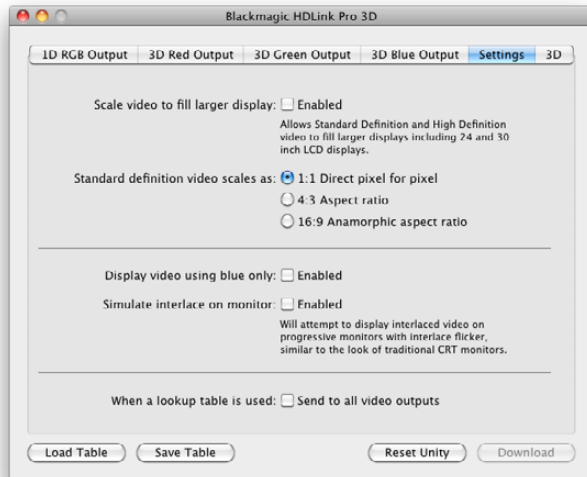 Blackmagic HDLink Pro 3D
1D RGB Output 3D Red Output 3D Green Output 3D Blue Output Settings 3D
Scale video to fill larger display: Enabled
Allows Standard Definition and High Definition
video to fill larger displays including 24 and 30
inch LCD displays.
Standard definition video scales as: 1:1 Direct pixel for pixel
4:3 Aspect ratio
16:9 Anamorphic aspect ratio
Display video using blue only: Enabled
Simulate interlace on monitor: Enabled
Will attempt to display interlaced video on
progressive monitors with interlace flicker,
similar to the look of traditional CRT monitors.
When a lookup table is used: Send to all video outputs
Load Table Save Table Reset Unity Download